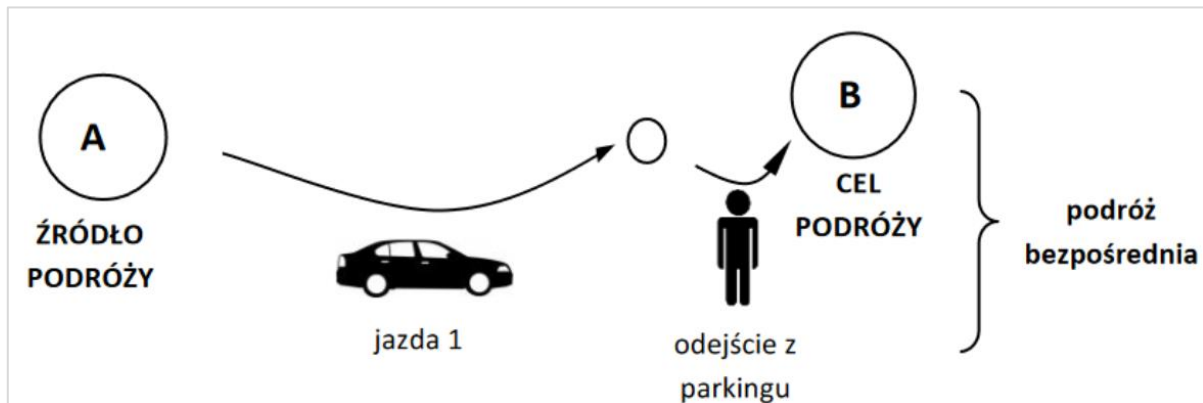 A
ŹRÓDŁO
PODRÓŻY
jazda 1
odejście z
parkingu
B
CEL
PODRÓŻY
podróż
bezpośrednia